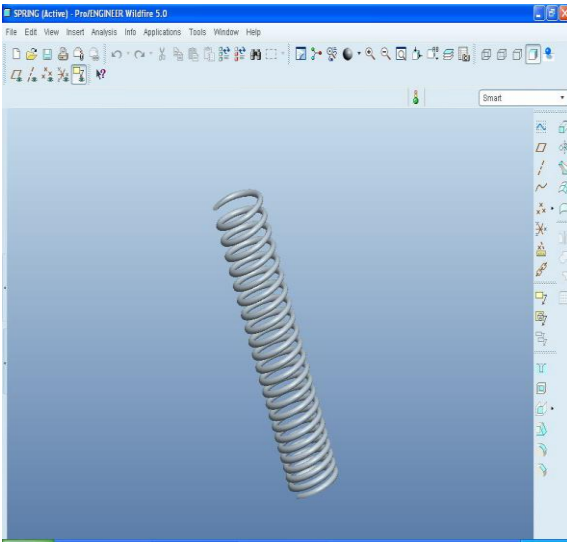 SPRING (Active) - Pro/ENGINEER Wildfire 5.0
File Edit View Insert Analysis Info Applications Tools Window Help
Smart